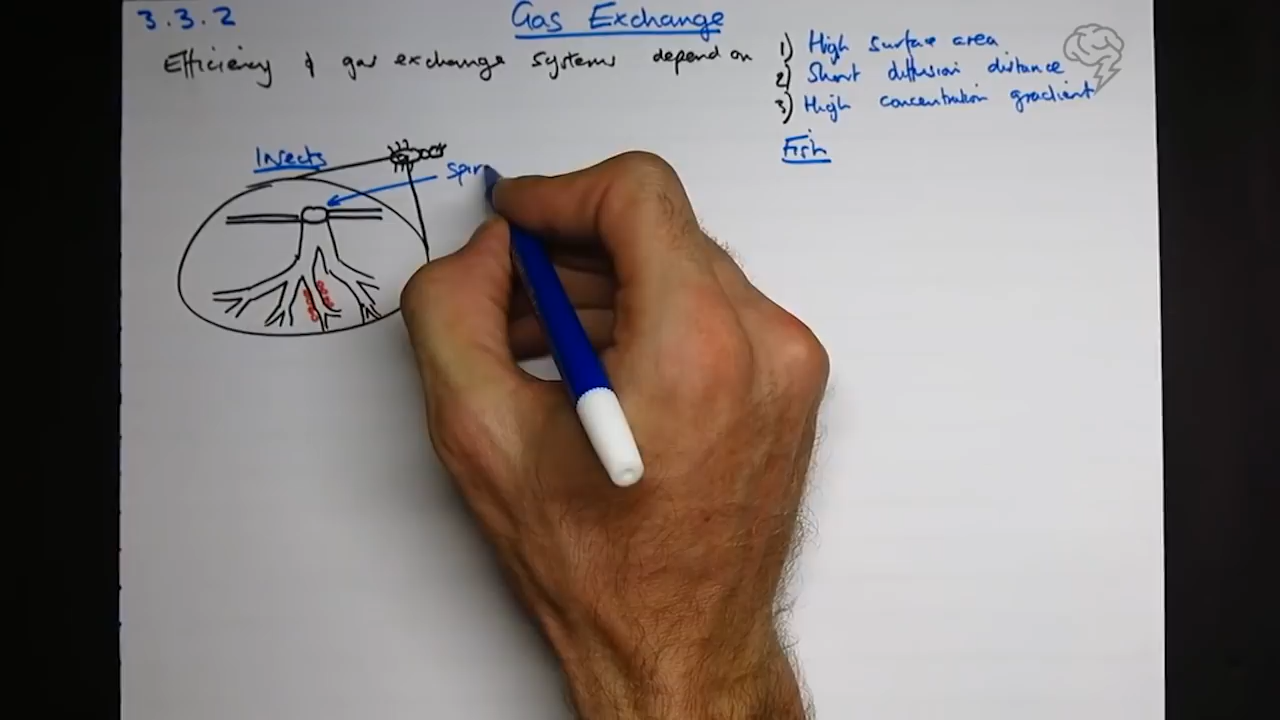 3.3.2
Gas Exchange
Efficiency of gas exchange systems depend on
1) High surface area
2) Short diffusion distance
3) High concentration gradient
Insects
Spir
Fish